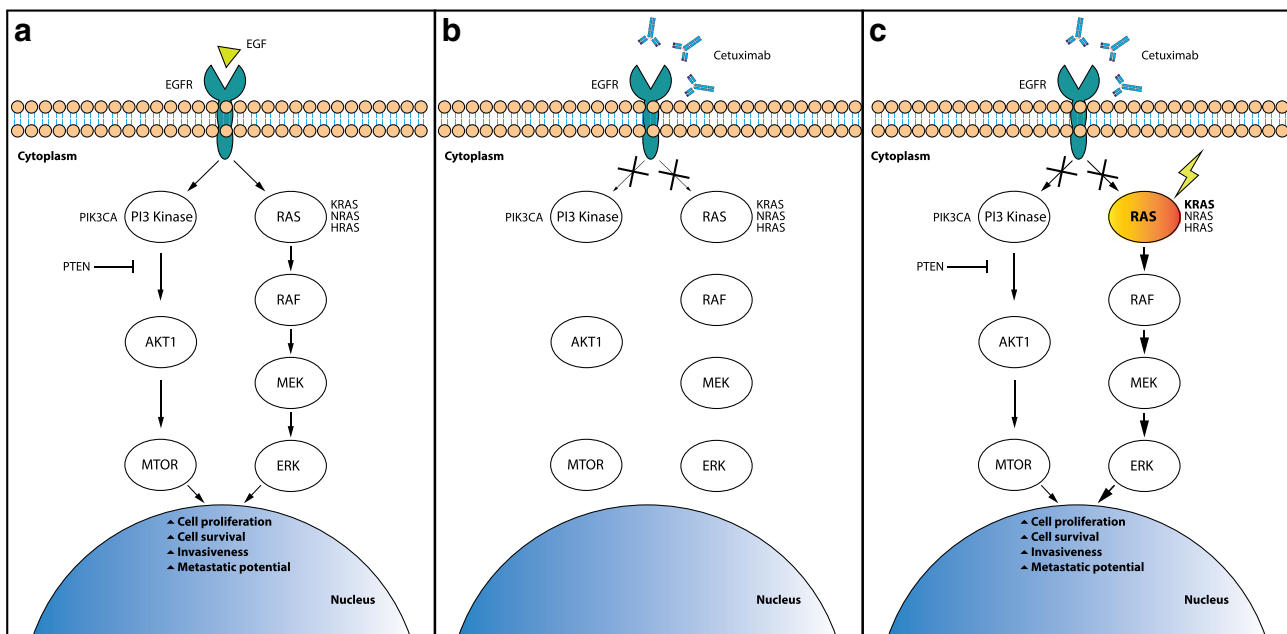 a
EGF
EGFR
Cytoplasm
PIK3CA
PI3 Kinase
RAS
KRAS
NRAS
HRAS
PTEN
RAF
AKT1
MEK
MTOR
ERK
Cell proliferation
Cell survival
Invasiveness
Metastatic potential
Nucleus
b
Cetuximab
EGFR
Cytoplasm
PIK3CA
PI3 Kinase
RAS
KRAS
NRAS
HRAS
RAF
AKT1
MEK
MTOR
ERK
Nucleus
c
Cetuximab
EGFR
Cytoplasm
PIK3CA
PI3 Kinase
RAS
KRAS
NRAS
HRAS
PTEN
RAF
AKT1
MEK
MTOR
ERK
Cell proliferation
Cell survival
Invasiveness
Metastatic potential
Nucleus